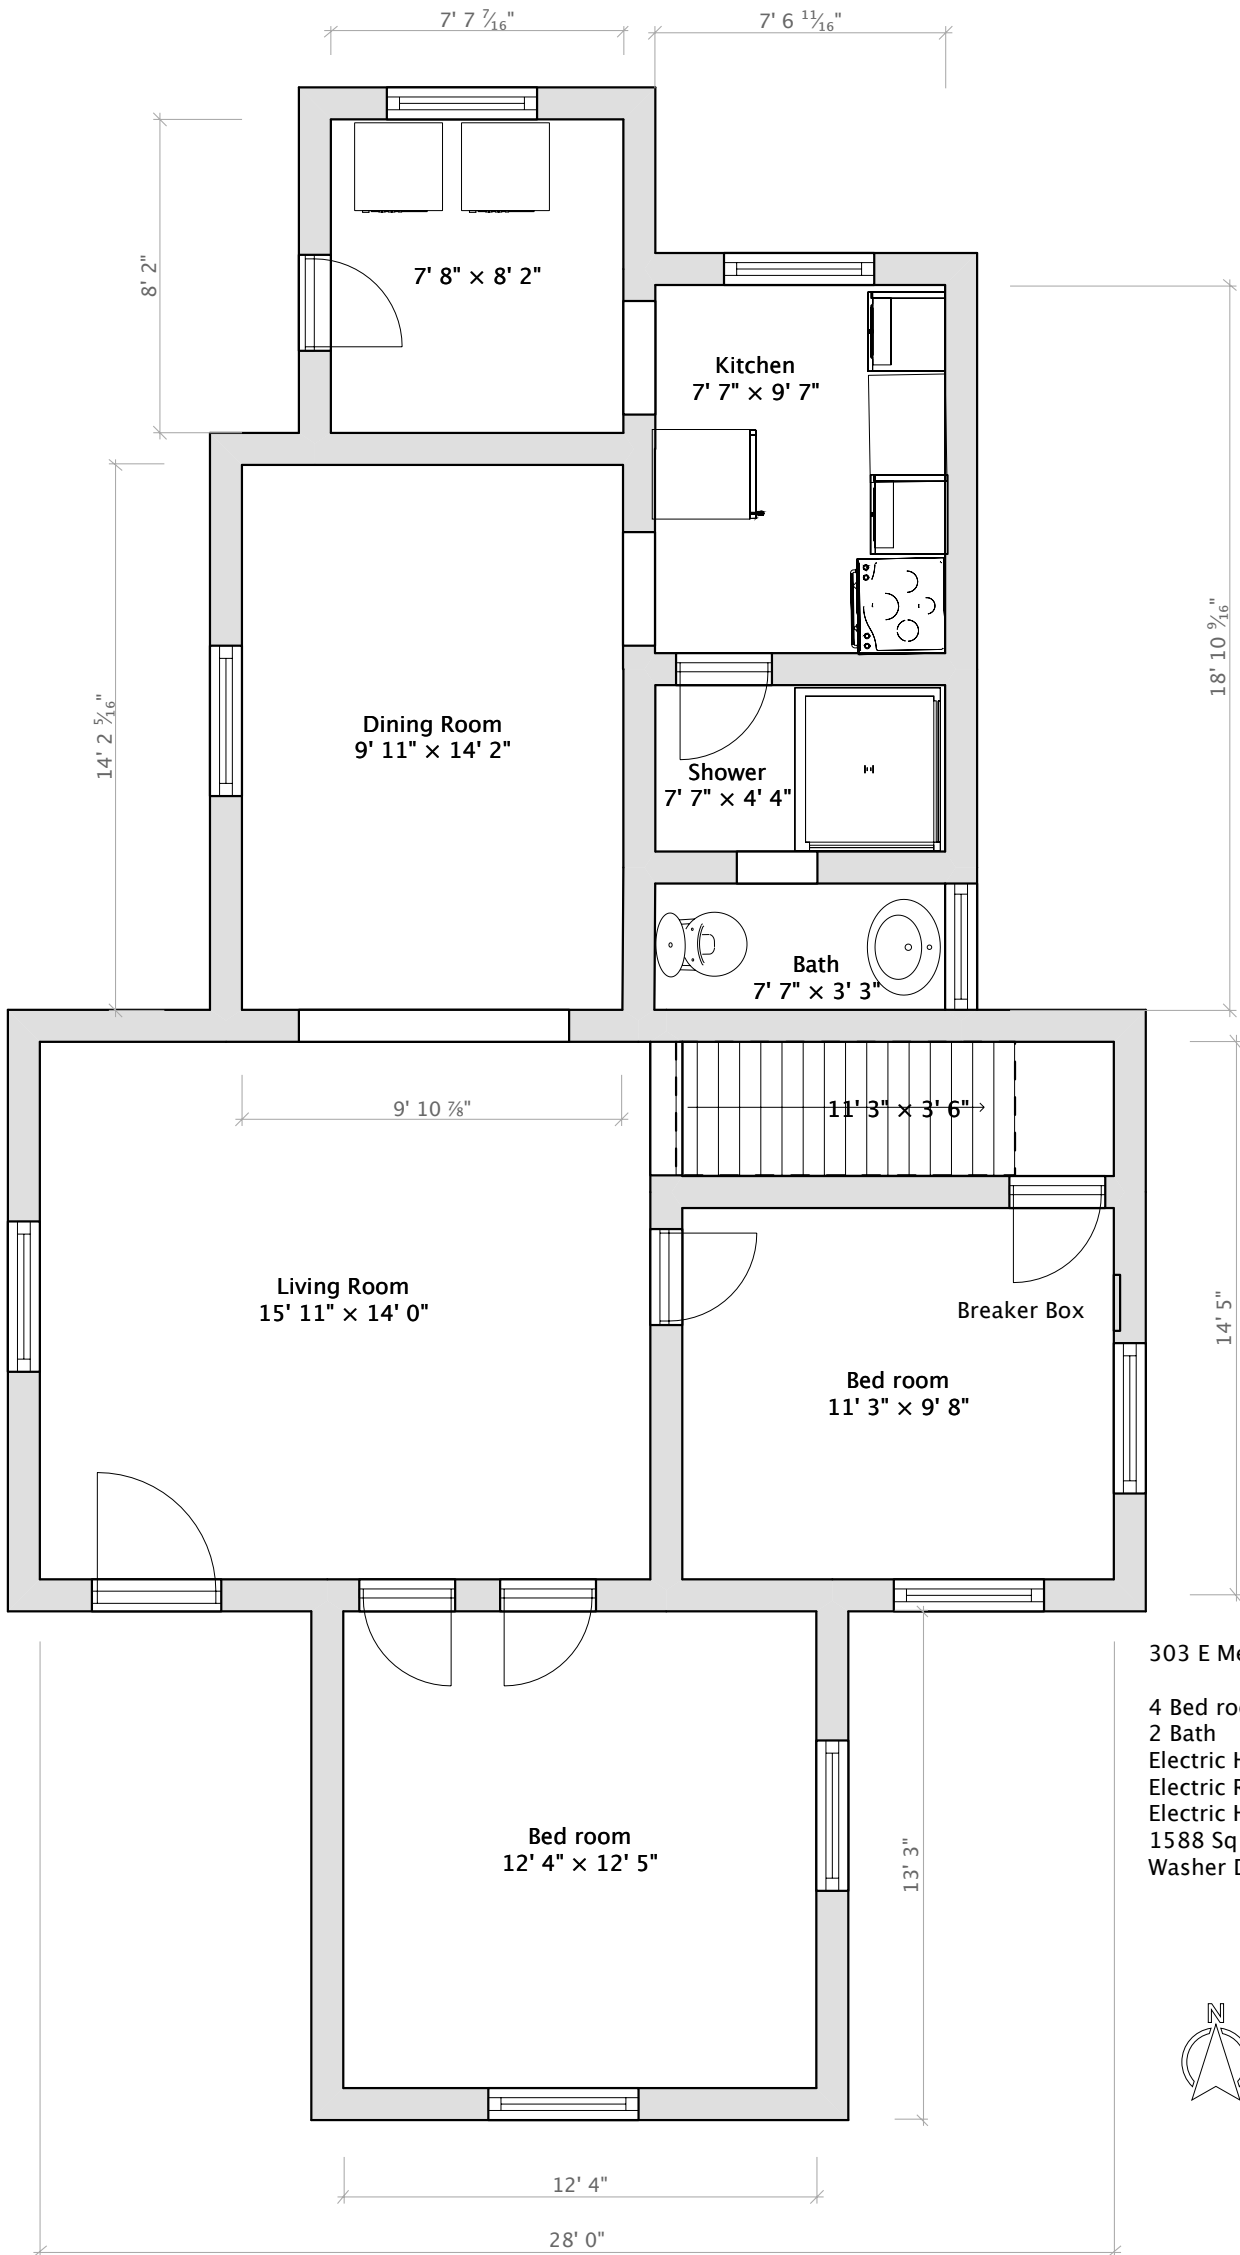 7' 7 7⁄16"
7' 6 11⁄16"
8' 2"
7' 8" × 8' 2"
Kitchen
7' 7" × 9' 7"
18' 10 9⁄16"
14' 2 5⁄16"
Dining Room
9' 11" × 14' 2"
Shower
7' 7" × 4' 4"
Bath
7' 7" × 3' 3"
9' 10 ⅞"
11' 3" × 3' 6"
Living Room
15' 11" × 14' 0"
Breaker Box
14' 5"
Bed room
11' 3" × 9' 8"
303 E Me
4 Bed roo
2 Bath
Electric H
Electric R
Electric H
1588 Sq
Washer D
Bed room
12' 4" × 12' 5"
13' 3"
N
12' 4"
28' 0"